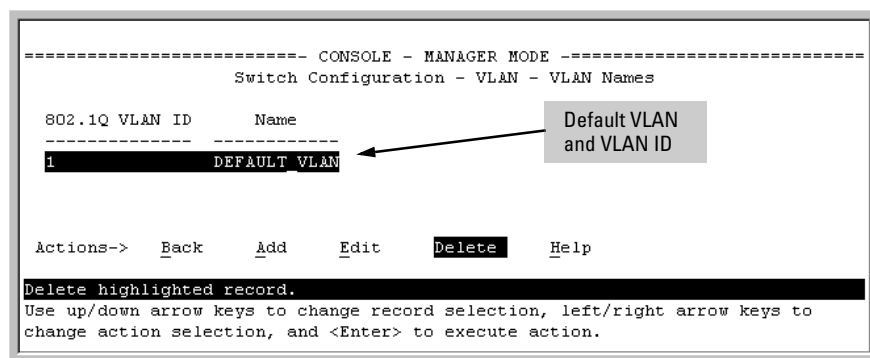 ===========================- CONSOLE - MANAGER MODE -============================
Switch Configuration - VLAN - VLAN Names
802.1Q VLAN ID Name
-------------- ------------
1 DEFAULT_VLAN
Default VLAN
and VLAN ID
Actions-> Back Add Edit Delete Help
Delete highlighted record.
Use up/down arrow keys to change record selection, left/right arrow keys to
change action selection, and <Enter> to execute action.